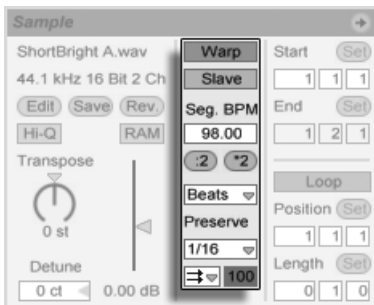 Sample
ShortBright A.wav
44.1 kHz 16 Bit 2 Ch
Edit Save Rev.
Hi-Q RAM
Transpose
0 st
Detune
0 ct 0.00 dB
Warp
Slave
Seg. BPM
98.00
:2 *2
Beats
Preserve
1/16
100
Start Set
1 1 1
End Set
1 2 1
Loop
Position Set
1 1 1
Length Set
0 1 0